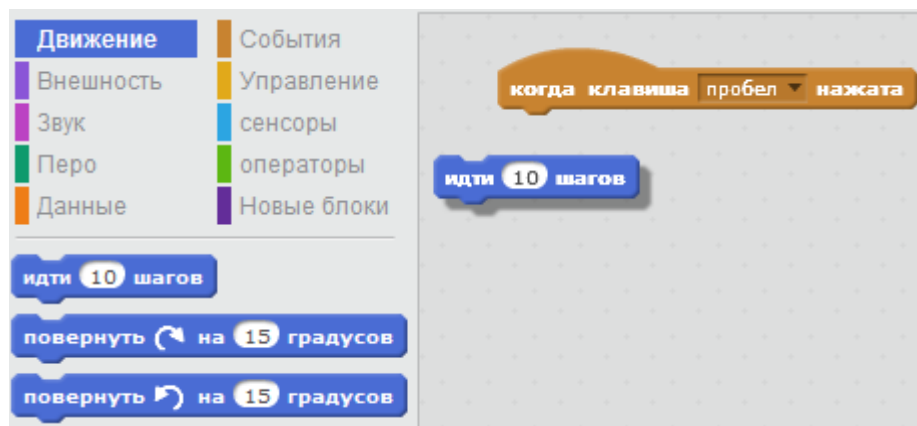 Движение События
Внешность Управление
Звук сенсоры
Перо операторы
Данные Новые блоки
идти 10 шагов
повернуть на 15 градусов
повернуть на 15 градусов
когда клавиша пробел нажата
идти 10 шагов